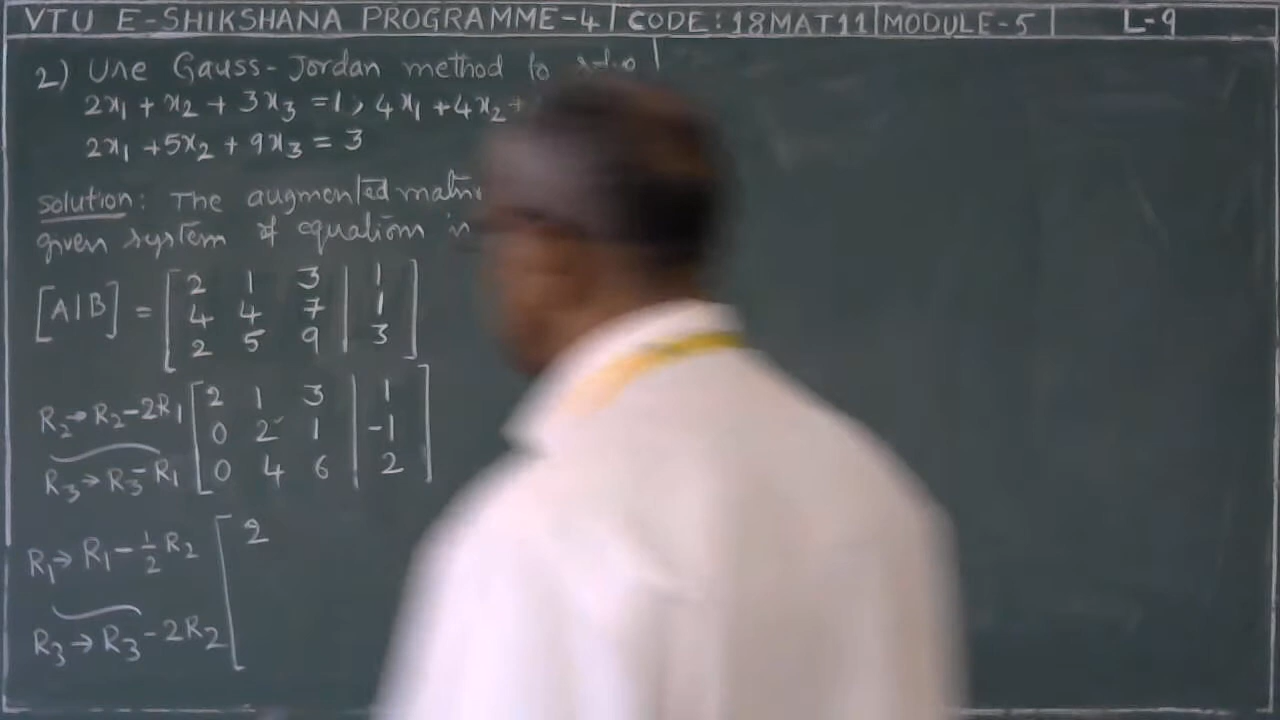 VTU E-SHIKSHANA PROGRAMME-4 | CODE:18MAT11 | MODULE-5 | L-9
2) Use Gauss-Jordan method to
2x₁ + x₂ + 3x₃ = 1, 4x₁ + 4x₂ +
2x₁ + 5x₂ + 9x₃ = 3
solution: The augmented
given system of equation is
[A|B] = [2 1 3 | 1]
[4 4 7 | 1]
[2 5 9 | 3]
R₂→R₂-2R₁ [2 1 3 | 1]
[0 2 1 | -1]
R₃→R₃-R₁ [0 4 6 | 2]
R₁→R₁-½R₂ [2
R₃→R₃-2R₂